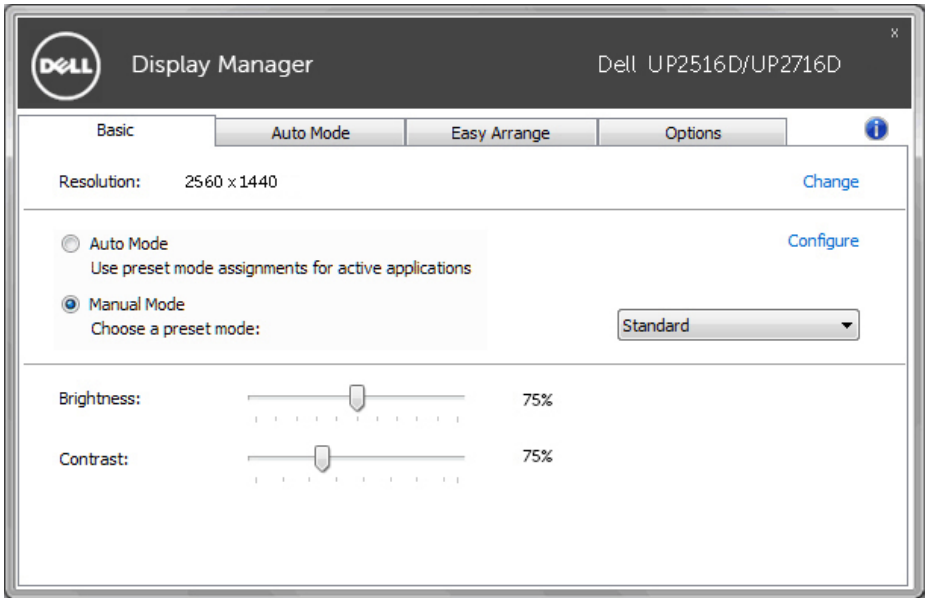 x
DELL Display Manager Dell UP2516D/UP2716D
Basic Auto Mode Easy Arrange Options i
Resolution: 2560 x 1440 Change
Auto Mode Configure
Use preset mode assignments for active applications
Manual Mode
Choose a preset mode: Standard
Brightness: 75%
Contrast: 75%